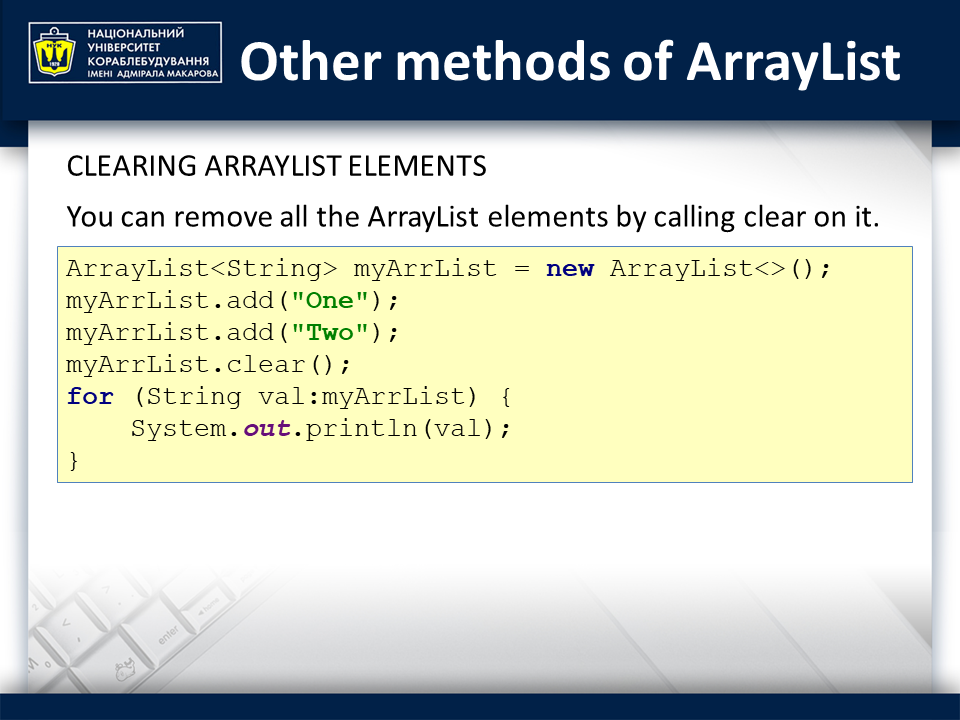 НАЦІОНАЛЬНИЙ
УНІВЕРСИТЕТ
КОРАБЛЕБУДУВАННЯ
ІМЕНІ АДМІРАЛА МАКАРОВА
НУК
1920
Other methods of ArrayList
CLEARING ARRAYLIST ELEMENTS
You can remove all the ArrayList elements by calling clear on it.
ArrayList<String> myArrList = new ArrayList<>();
myArrList.add("One");
myArrList.add("Two");
myArrList.clear();
for (String val:myArrList) {
    System.out.println(val);
}
enter